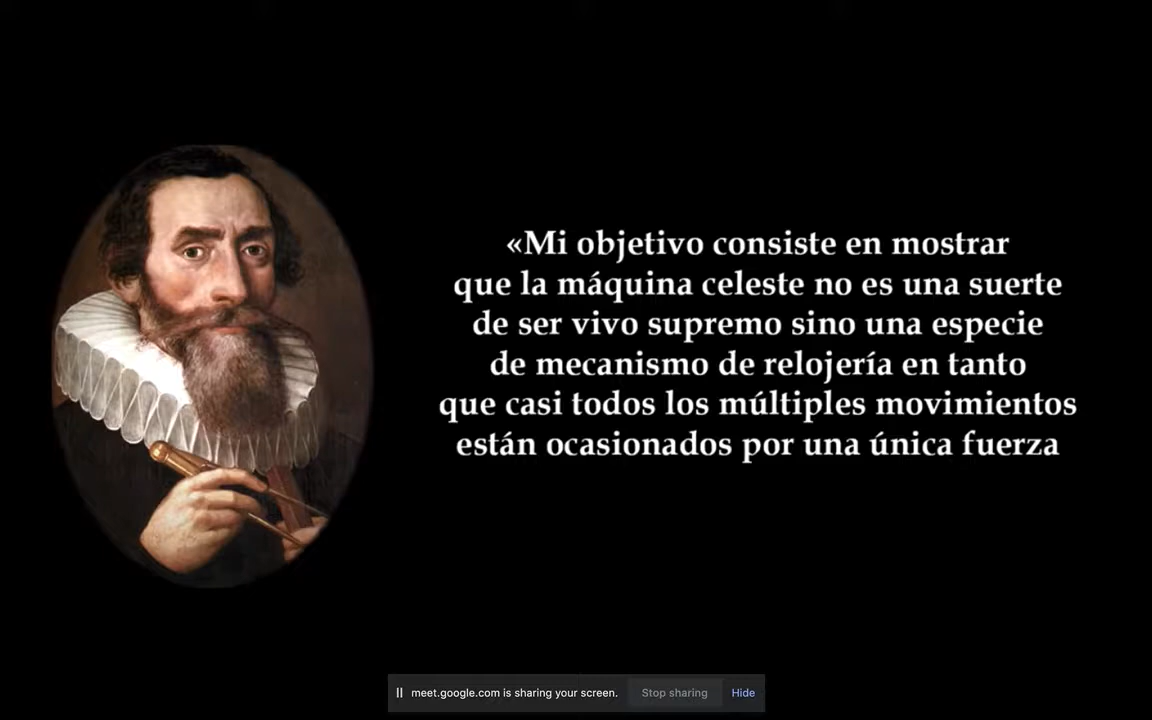 «Mi objetivo consiste en mostrar
que la máquina celeste no es una suerte
de ser vivo supremo sino una especie
de mecanismo de relojería en tanto
que casi todos los múltiples movimientos
están ocasionados por una única fuerza
meet.google.com is sharing your screen. Stop sharing Hide